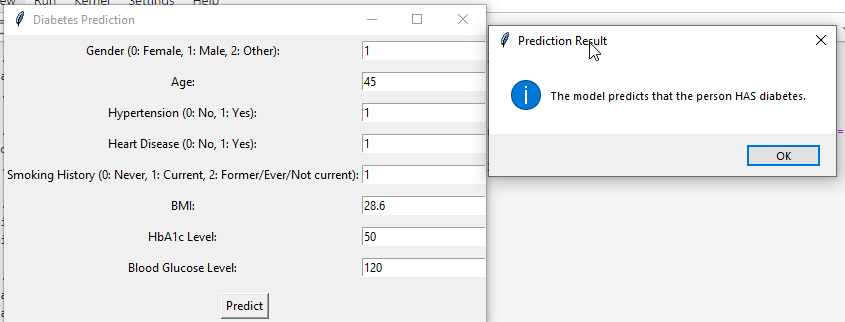 Run Kernel Settings Help
Diabetes Prediction
Gender (0: Female, 1: Male, 2: Other): 1
Age: 45
Hypertension (0: No, 1: Yes): 1
Heart Disease (0: No, 1: Yes): 1
Smoking History (0: Never, 1: Current, 2: Former/Ever/Not current): 1
BMI: 28.6
HbA1c Level: 50
Blood Glucose Level: 120
Predict
Prediction Result
The model predicts that the person HAS diabetes.
OK